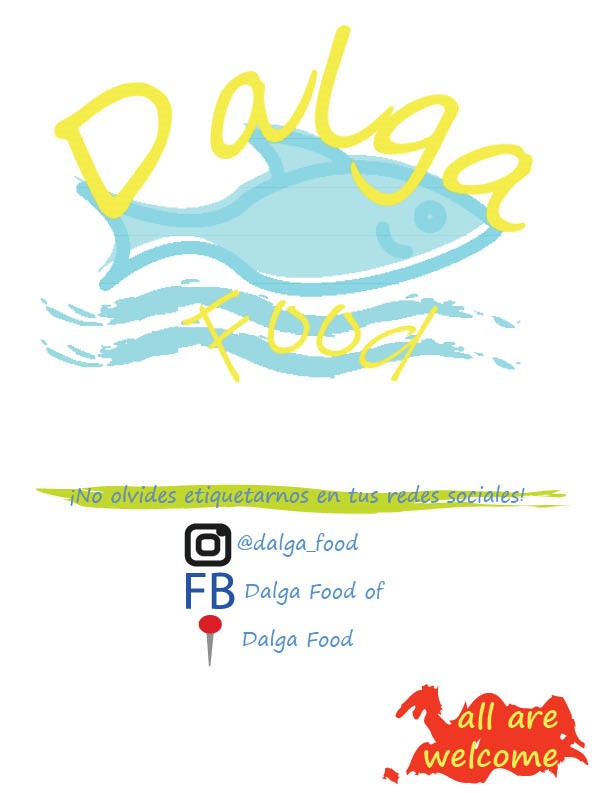 Dalga
Food
¡No olvides etiquetarnos en tus redes sociales!
@dalga_food
FB Dalga Food of
Dalga Food
all are
welcome